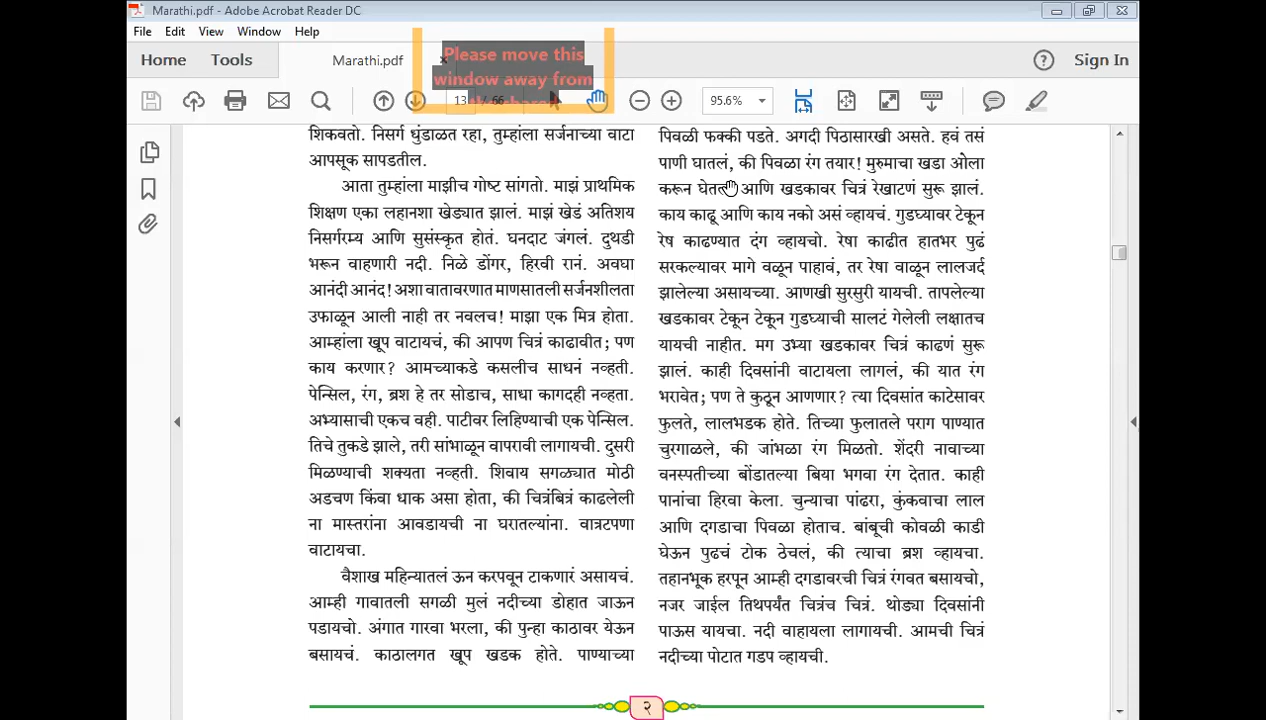 Marathi.pdf - Adobe Acrobat Reader DC
File Edit View Window Help
Home Tools Marathi.pdf × Sign In
Please move this
window away from
13 / 66 95.6%
शिकवतो. निसर्ग धुंडाळत रहा, तुम्हांला सर्जनाच्या वाटा
आपसूक सापडतील.
आता तुम्हांला माझीच गोष्ट सांगतो. माझं प्राथमिक
शिक्षण एका लहानशा खेड्यात झालं. माझं खेडं अतिशय
निसर्गरम्य आणि सुसंस्कृत होतं. घनदाट जंगलं. दुथडी
भरून वाहणारी नदी. निळे डोंगर, हिरवी रानं. अवघा
आनंदी आनंद! अशा वातावरणात माणसातली सर्जनशीलता
उफाळून आली नाही तर नवलच! माझा एक मित्र होता.
आम्हांला खूप वाटायचं, की आपण चित्रं काढावीत; पण
काय करणार? आमच्याकडे कसलीच साधनं नव्हती.
पेन्सिल, रंग, ब्रश हे तर सोडाच, साधा कागदही नव्हता.
अभ्यासाची एकच वही. पाटीवर लिहिण्याची एक पेन्सिल.
तिचे तुकडे झाले, तरी सांभाळून वापरावी लागायची. दुसरी
मिळण्याची शक्यता नव्हती. शिवाय सगळ्यात मोठी
अडचण किंवा धाक असा होता, की चित्रंबित्रं काढलेली
ना मास्तरांना आवडायची ना घरातल्यांना. वात्रटपणा
वाटायचा.
वैशाख महिन्यातलं ऊन करपवून टाकणारं असायचं.
आम्ही गावातली सगळी मुलं नदीच्या डोहात जाऊन
पडायचो. अंगात गारवा भरला, की पुन्हा काठावर येऊन
बसायचं. काठालगत खूप खडक होते. पाण्याच्या
पिवळी फक्की पडते. अगदी पिठासारखी असते. हवं तसं
पाणी घातलं, की पिवळा रंग तयार! मुरुमाचा खडा ओला
करून घेतला आणि खडकावर चित्रं रेखाटणं सुरू झालं.
काय काढू आणि काय नको असं व्हायचं. गुडघ्यावर टेकून
रेष काढण्यात दंग व्हायचो. रेषा काढीत हातभर पुढं
सरकल्यावर मागे वळून पाहावं, तर रेषा वाळून लालजर्द
झालेल्या असायच्या. आणखी सुरसुरी यायची. तापलेल्या
खडकावर टेकून टेकून गुडघ्याची सालटं गेलेली लक्षातच
यायची नाहीत. मग उभ्या खडकावर चित्रं काढणं सुरू
झालं. काही दिवसांनी वाटायला लागलं, की यात रंग
भरावेत; पण ते कुठून आणणार? त्या दिवसांत काटेसावर
फुलते, लालभडक होते. तिच्या फुलातले पराग पाण्यात
चुरगाळले, की जांभळा रंग मिळतो. शेंदरी नावाच्या
वनस्पतीच्या बोंडातल्या बिया भगवा रंग देतात. काही
पानांचा हिरवा केला. चुन्याचा पांढरा, कुंकवाचा लाल
आणि दगडाचा पिवळा होताच. बांबूची कोवळी काडी
घेऊन पुढचं टोक ठेचलं, की त्याचा ब्रश व्हायचा.
तहानभूक हरपून आम्ही दगडावरची चित्रं रंगवत बसायचो,
नजर जाईल तिथपर्यंत चित्रंच चित्रं. थोड्या दिवसांनी
पाऊस यायचा. नदी वाहायला लागायची. आमची चित्रं
नदीच्या पोटात गडप व्हायची.
२